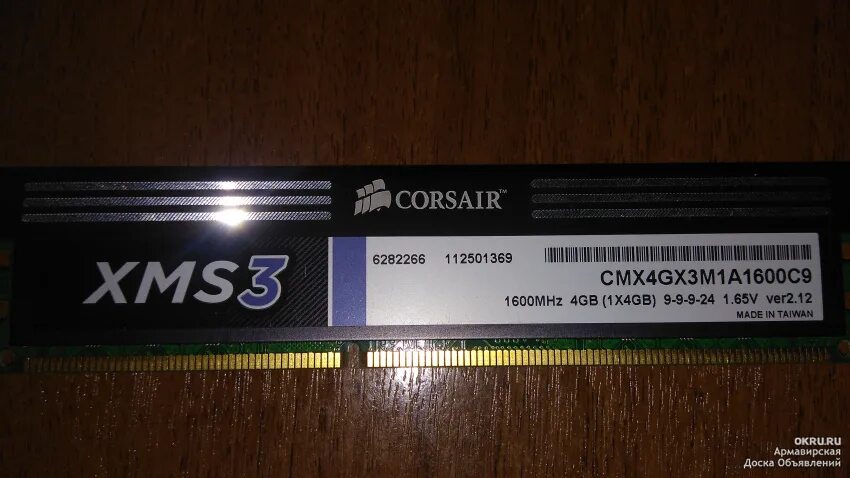 CORSAIR™
XMS3
6282266 112501369
CMX4GX3M1A1600C9
1600MHz 4GB (1X4GB) 9-9-9-24 1.65V ver2.12
MADE IN TAIWAN
OKRU.RU
Армавирская
Доска Объявлений